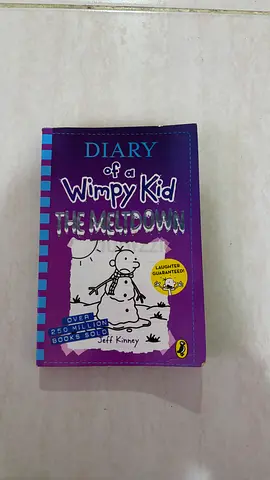 DIARY
of a
Wimpy Kid
THE MELTDOWN
LAUGHTER
GUARANTEED!
OVER
250 MILLION
BOOKS SOLD
Jeff Kinney